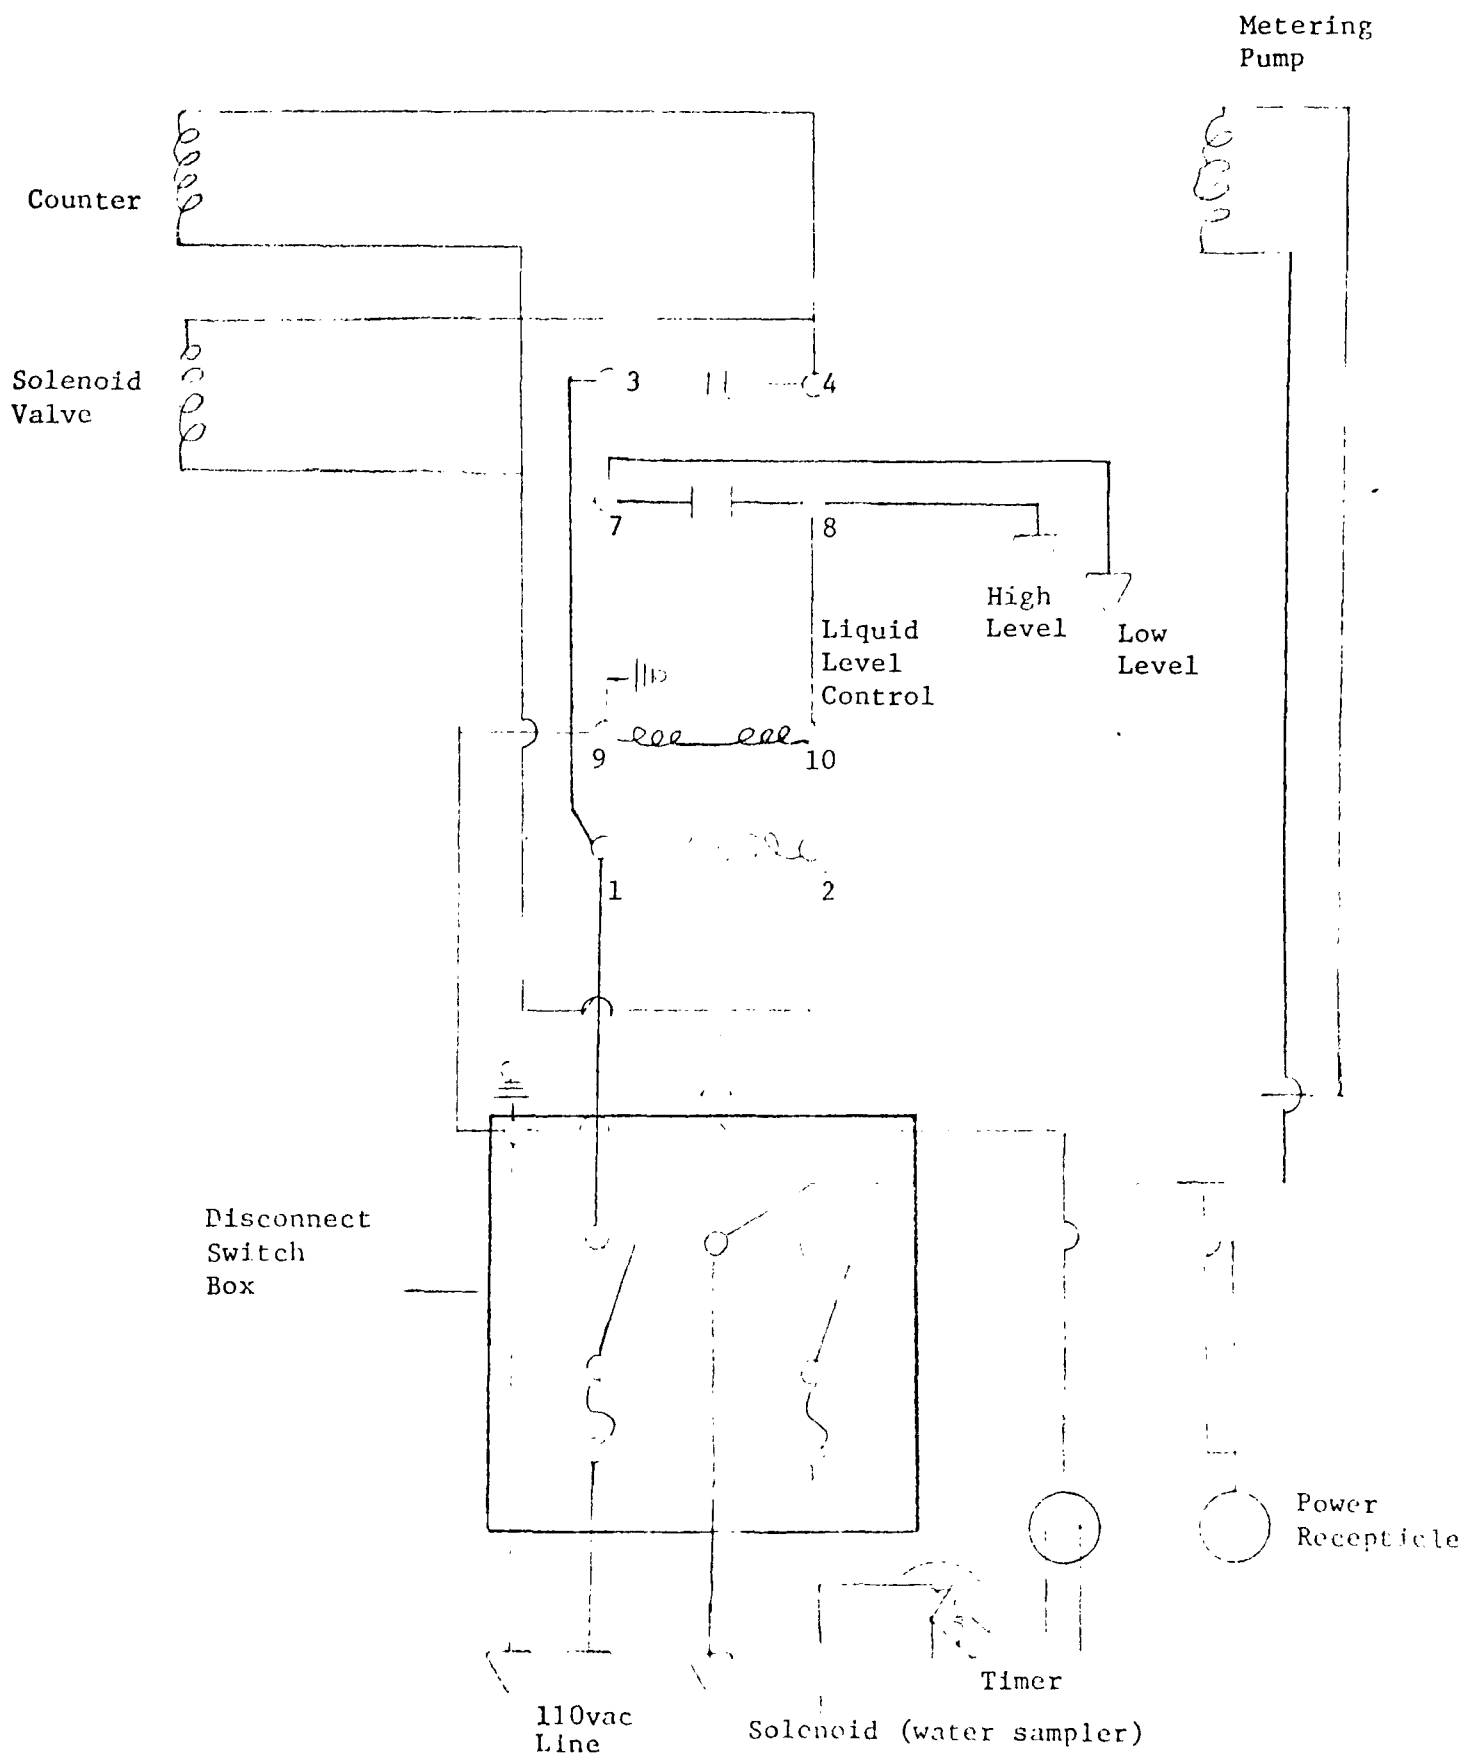 Metering
Pump
Counter
Solenoid
Valve
3
4
7
8
High
Level
Low
Level
Liquid
Level
Control
9
10
1
2
Disconnect
Switch
Box
Power
Recepticle
Timer
110vac
Line
Solenoid (water sampler)